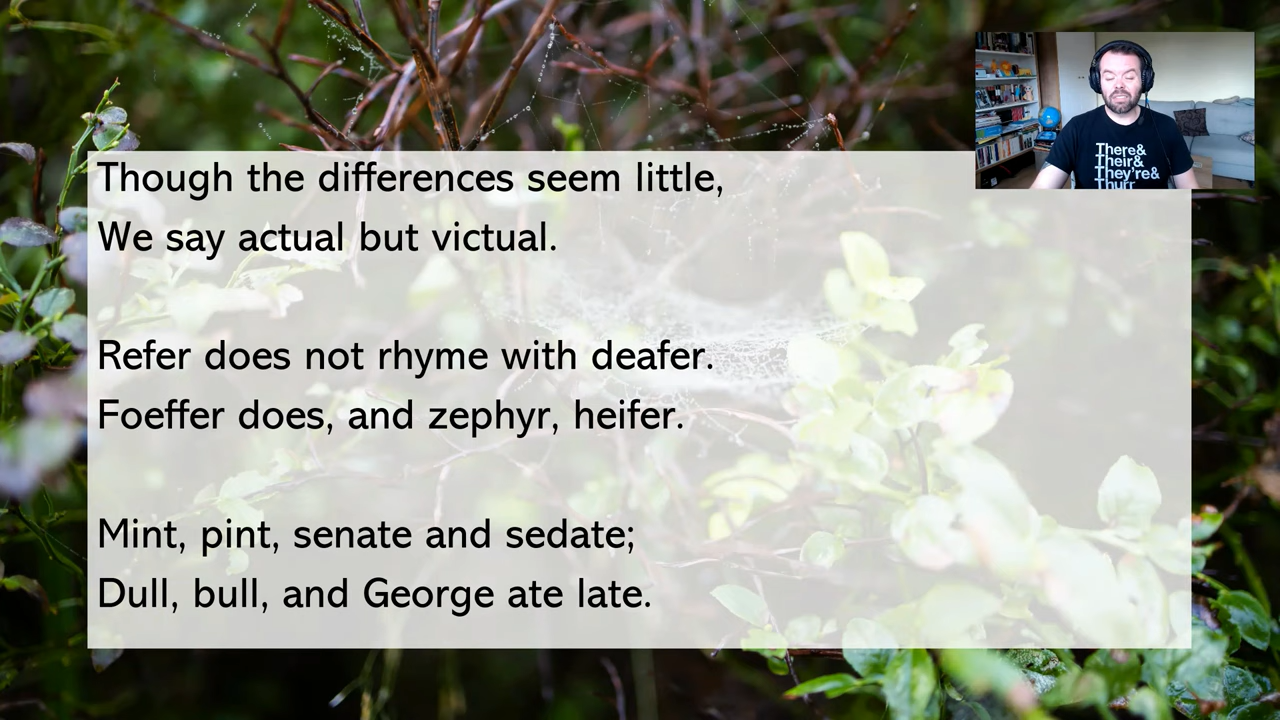 Though the differences seem little,
We say actual but victual.
Refer does not rhyme with deafer.
Foeffer does, and zephyr, heifer.
Mint, pint, senate and sedate;
Dull, bull, and George ate late.
There&
Their&
They're&